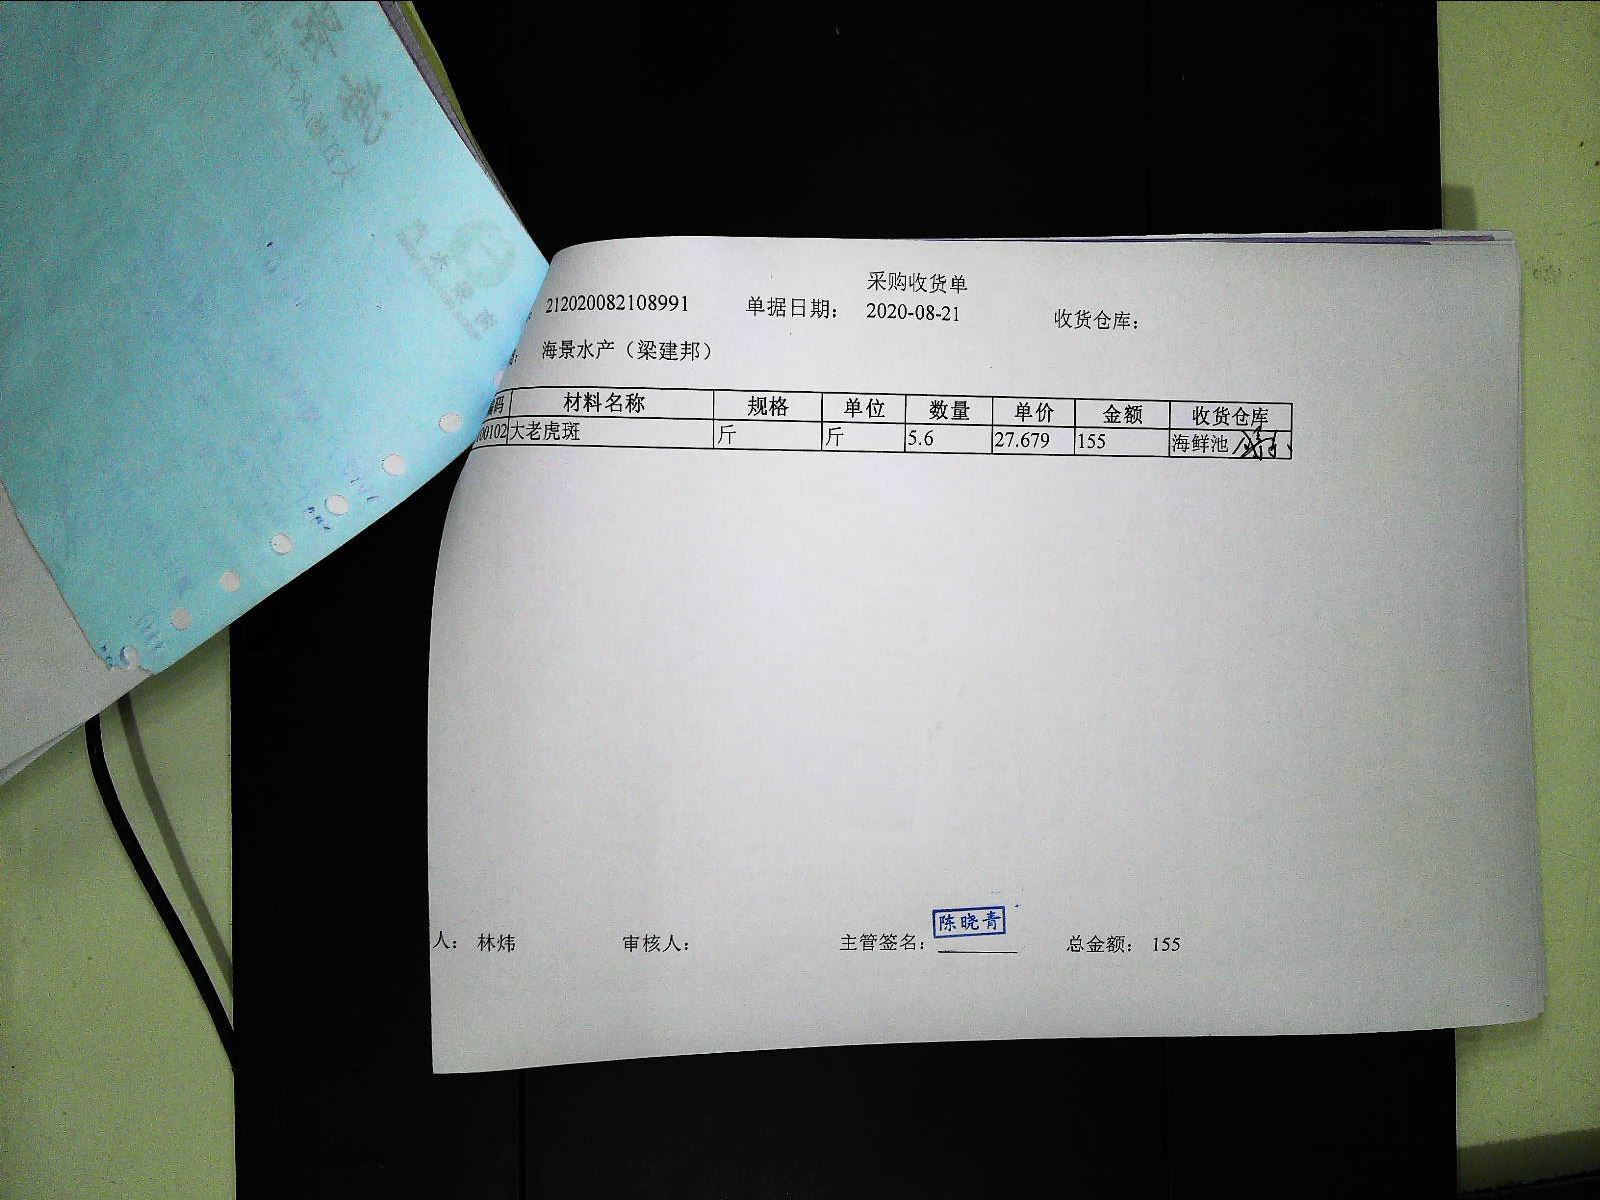 采购收货单
212020082108991 单据日期： 2020-08-21 收货仓库：
海景水产（梁建邦）
编码 材料名称 规格 单位 数量 单价 金额 收货仓库
00102 大老虎斑 斤 斤 5.6 27.679 155 海鲜池
陈晓青
人： 林炜 审核人： 主管签名： 总金额： 155